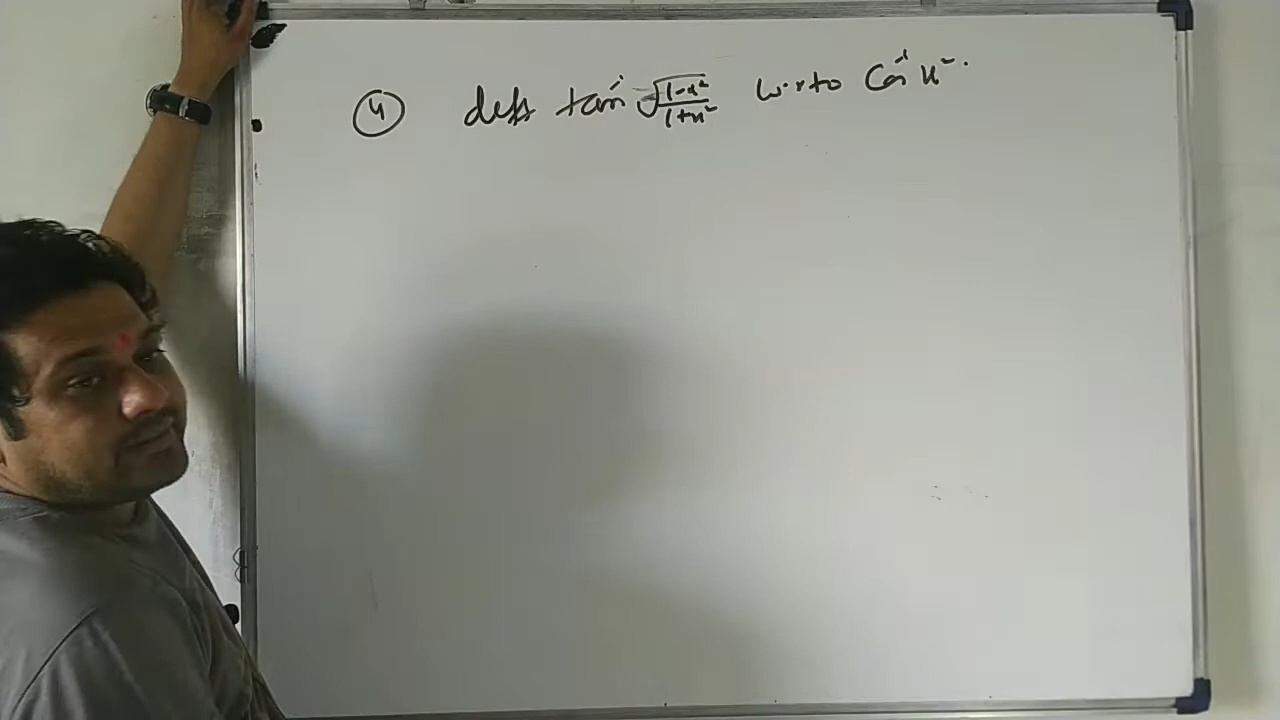 ④ diff tan⁻¹ √(1-x²)/(1+x²) w.r.to Cos⁻¹ x².